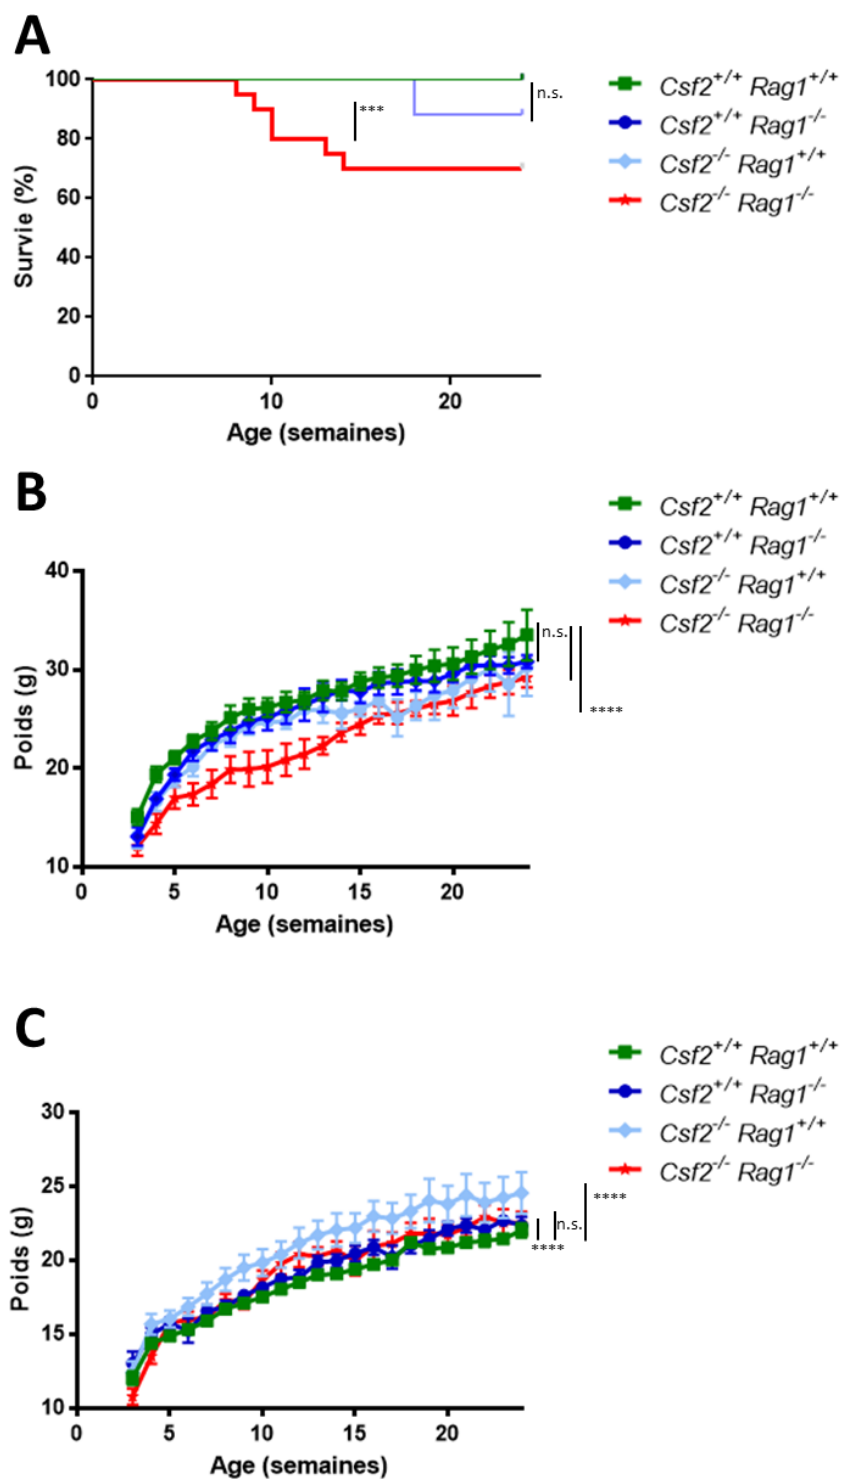 A
100
80
60
40
20
0
Survie (%)
0 10 20
Age (semaines)
***
n.s.
Csf2+/+ Rag1+/+
Csf2+/+ Rag1-/-
Csf2-/- Rag1+/+
Csf2-/- Rag1-/-
B
40
30
20
10
Poids (g)
0 5 10 15 20
Age (semaines)
n.s.
****
Csf2+/+ Rag1+/+
Csf2+/+ Rag1-/-
Csf2-/- Rag1+/+
Csf2-/- Rag1-/-
C
30
25
20
15
10
Poids (g)
0 5 10 15 20
Age (semaines)
****
n.s.
****
Csf2+/+ Rag1+/+
Csf2+/+ Rag1-/-
Csf2-/- Rag1+/+
Csf2-/- Rag1-/-